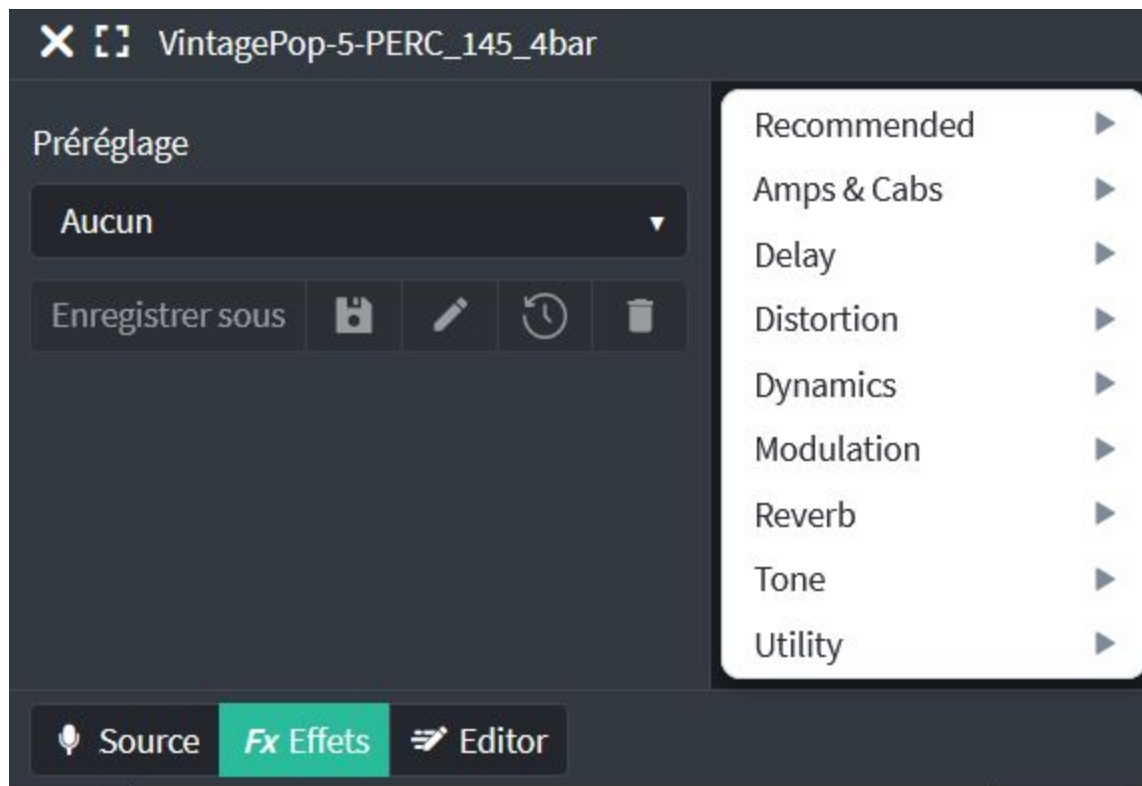 VintagePop-5-PERC_145_4bar
Préréglage
Aucun
Enregistrer sous
Recommended
Amps & Cabs
Delay
Distortion
Dynamics
Modulation
Reverb
Tone
Utility
Source
Fx Effets
Editor